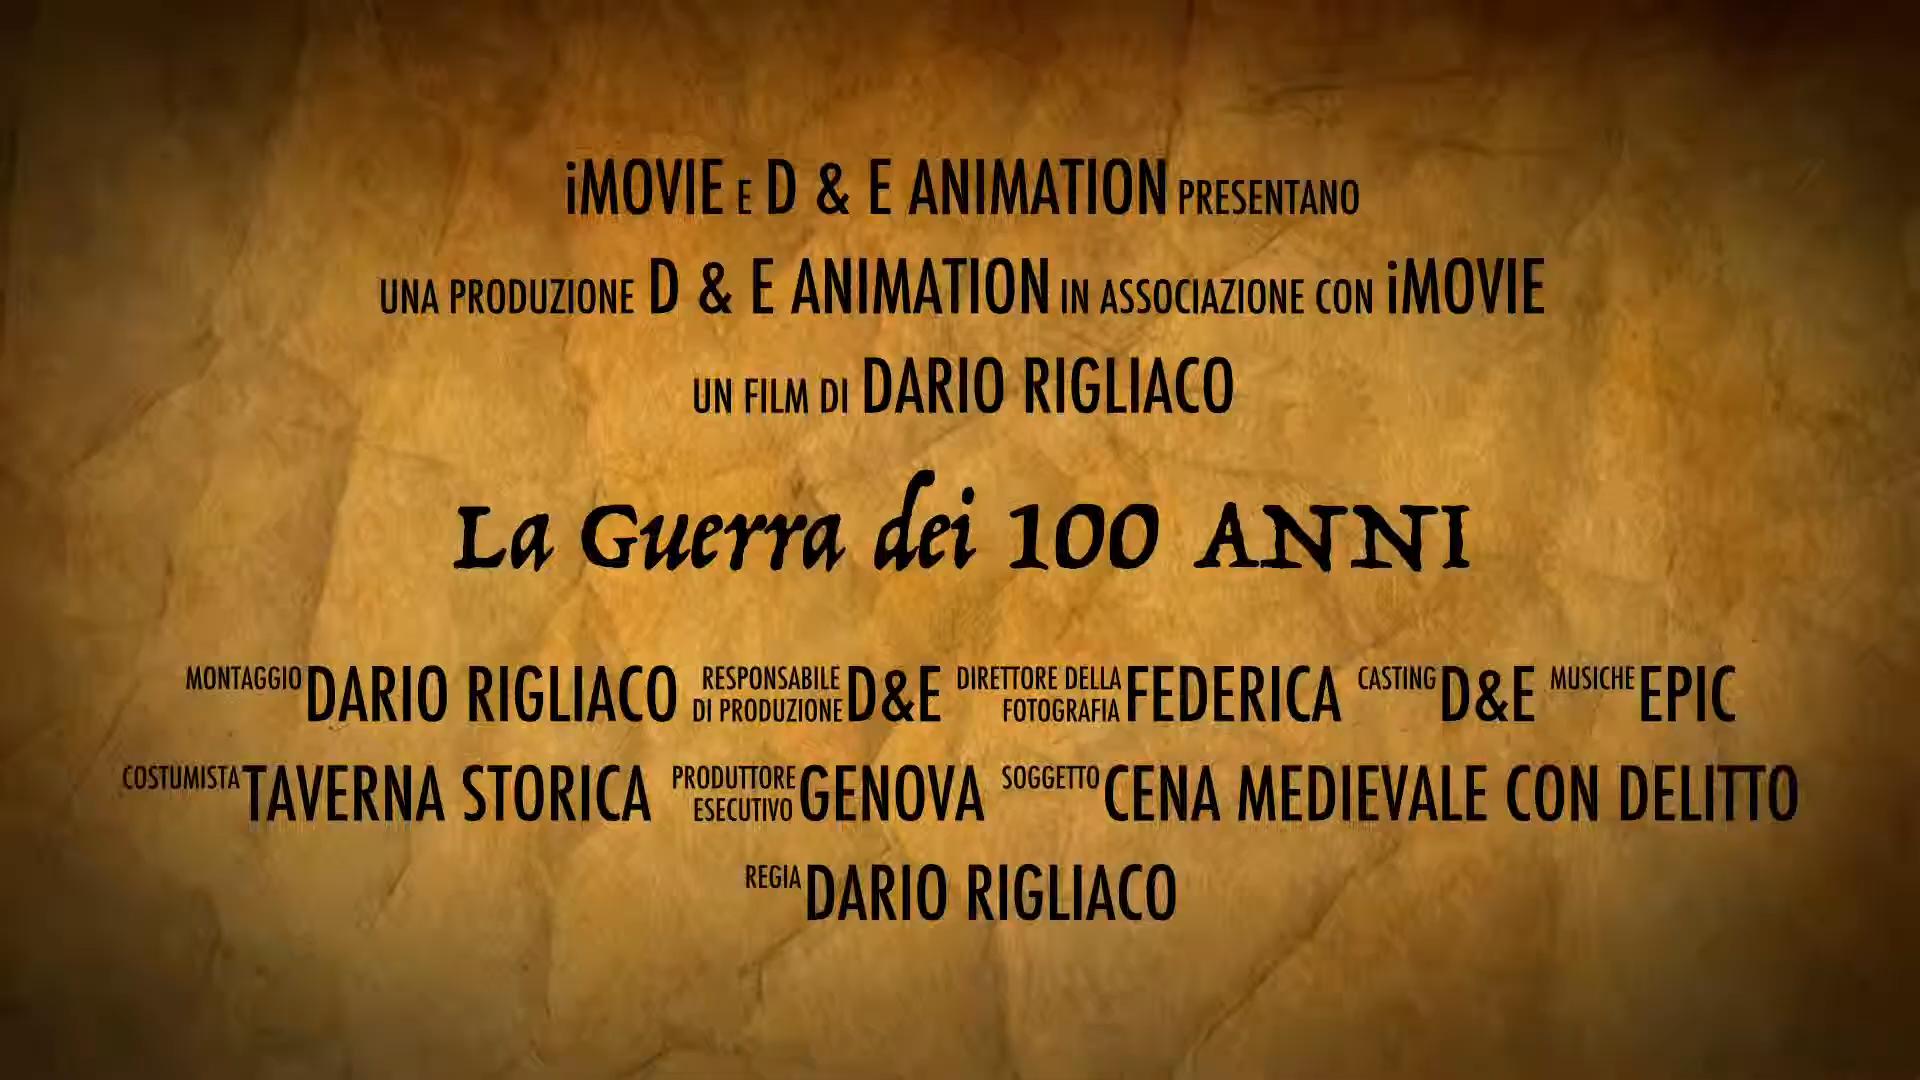 iMOVIE E D & E ANIMATION PRESENTANO
UNA PRODUZIONE D & E ANIMATION IN ASSOCIAZIONE CON iMOVIE
UN FILM DI DARIO RIGLIACO
La Guerra dei 100 ANNI
MONTAGGIO DARIO RIGLIACO RESPONSABILE DI PRODUZIONE D&E DIRETTORE DELLA FOTOGRAFIA FEDERICA CASTING D&E MUSICHE EPIC
COSTUMISTA TAVERNA STORICA PRODUTTORE ESECUTIVO GENOVA SOGGETTO CENA MEDIEVALE CON DELITTO
REGIA DARIO RIGLIACO